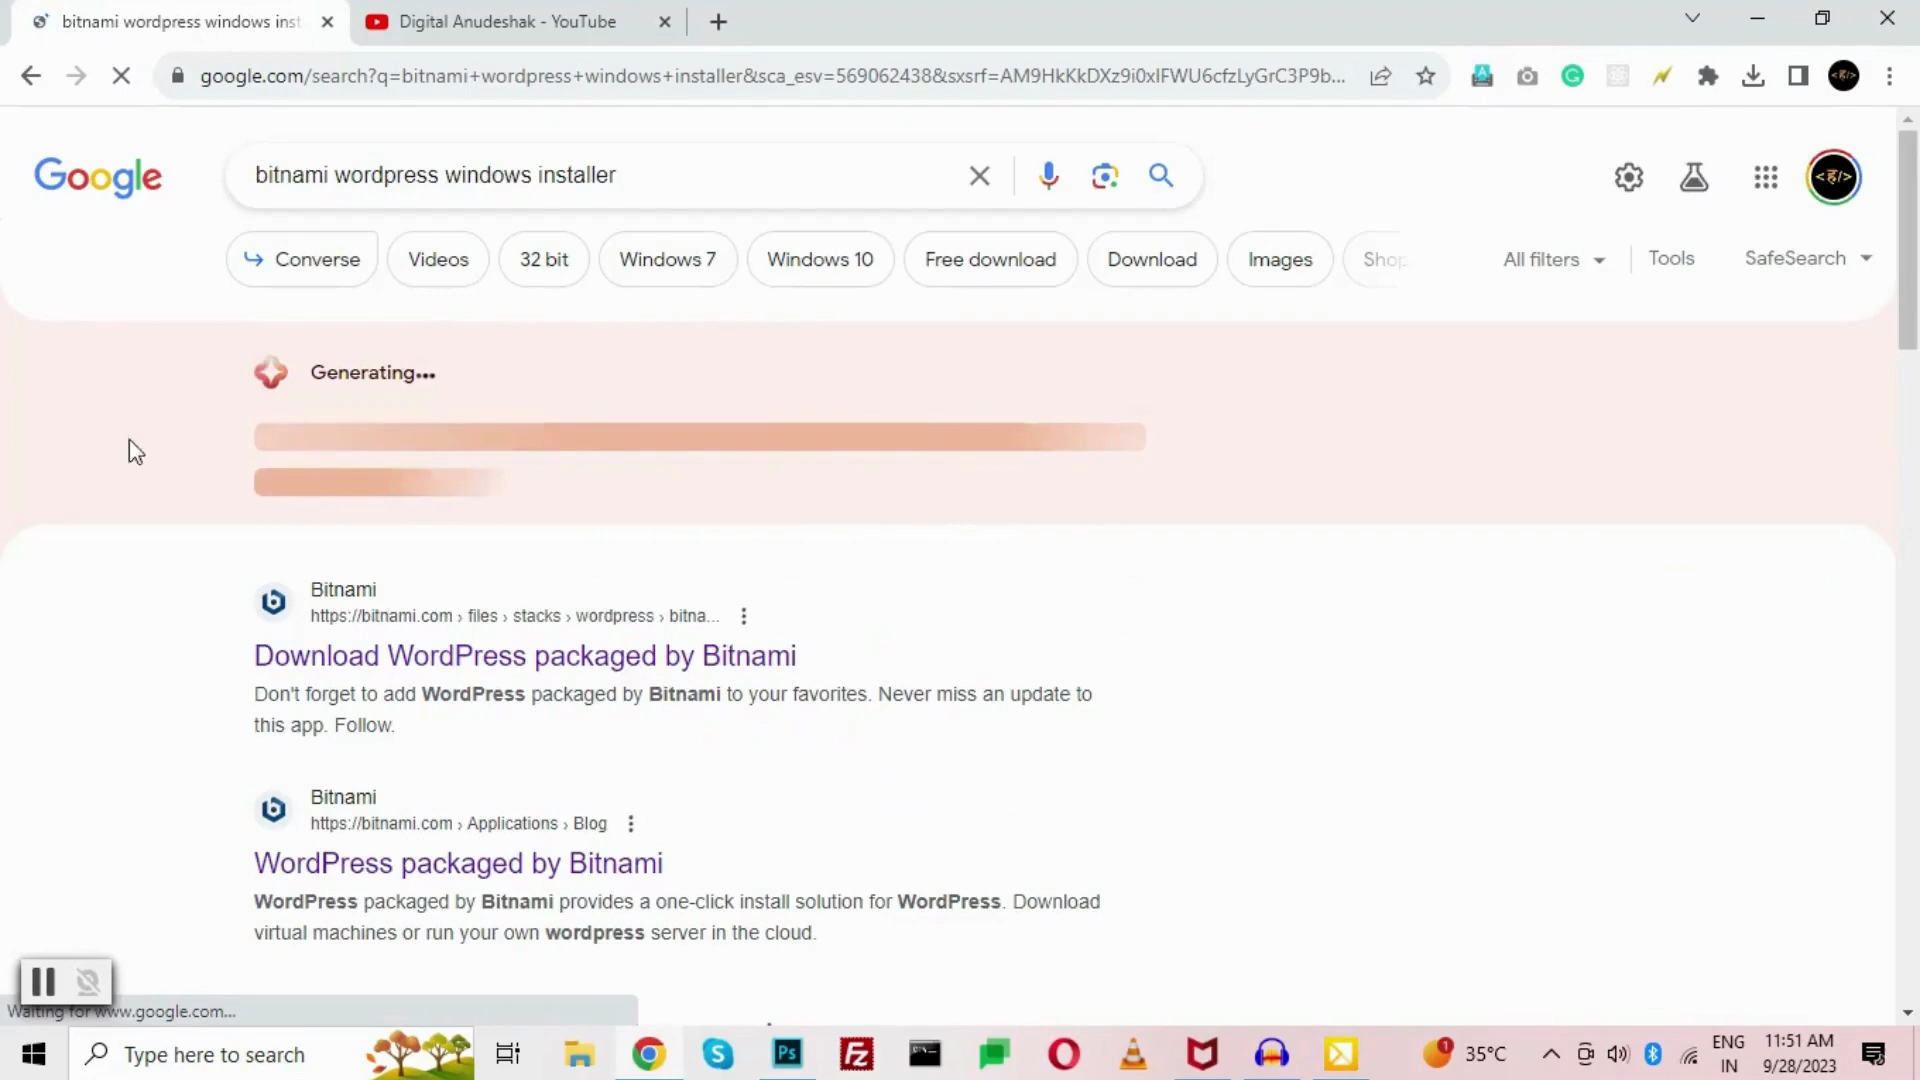 bitnami wordpress windows inst
Digital Anudeshak - YouTube
google.com/search?q=bitnami+wordpress+windows+installer&sca_esv=569062438&sxsrf=AM9HkKkDXz9i0xIFWU6cfzLyGrC3P9b...
Google
bitnami wordpress windows installer
<ह/>
Converse
Videos
32 bit
Windows 7
Windows 10
Free download
Download
Images
Shop
All filters
Tools
SafeSearch
Generating...
Bitnami
https://bitnami.com › files › stacks › wordpress › bitna...
Download WordPress packaged by Bitnami
Don't forget to add WordPress packaged by Bitnami to your favorites. Never miss an update to
this app. Follow.
Bitnami
https://bitnami.com › Applications › Blog
WordPress packaged by Bitnami
WordPress packaged by Bitnami provides a one-click install solution for WordPress. Download
virtual machines or run your own wordpress server in the cloud.
Waiting for www.google.com...
Type here to search
Ps
Fz
1
35°C
ENG
IN
11:51 AM
9/28/2023